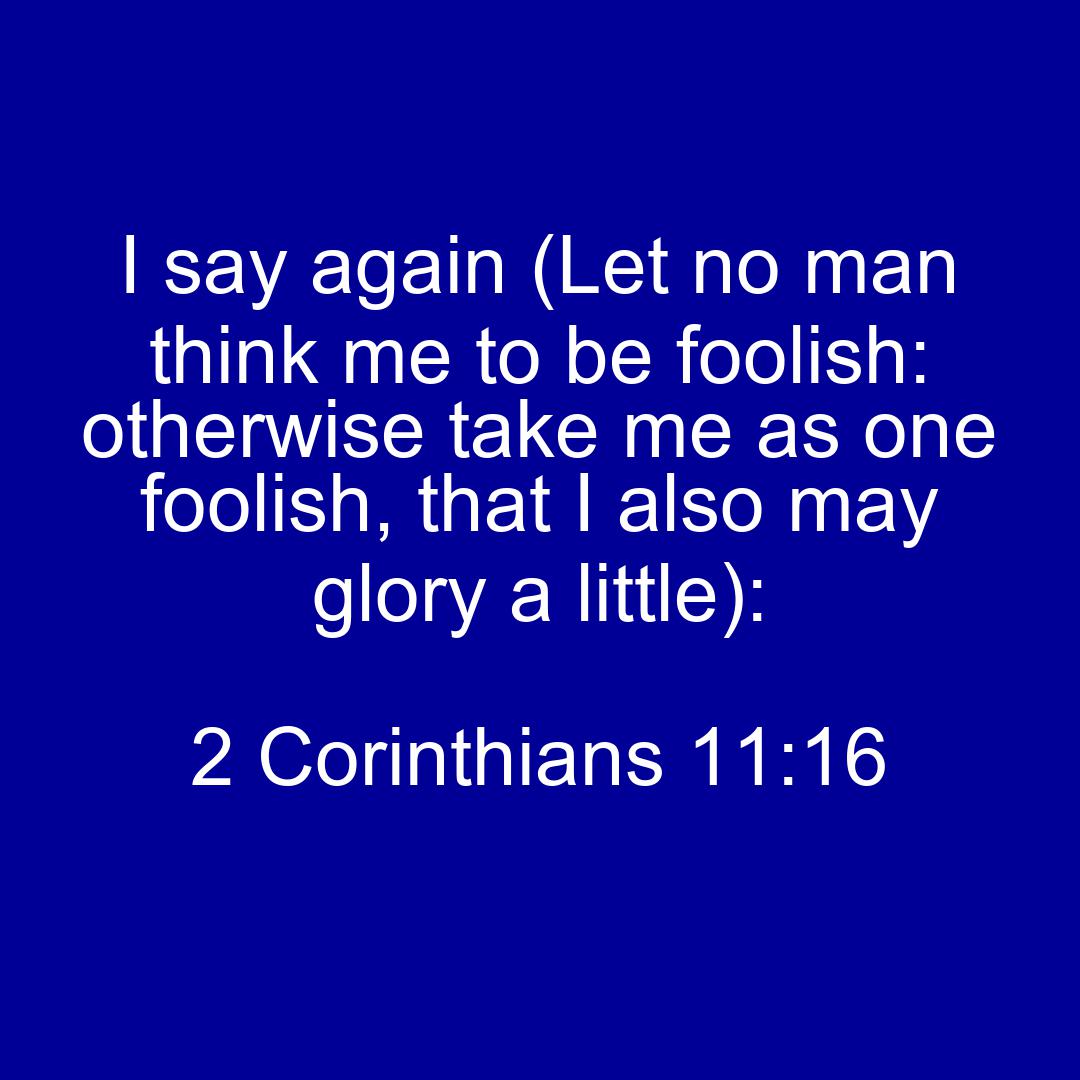 I say again (Let no man
think me to be foolish:
otherwise take me as one
foolish, that I also may
glory a little):
2 Corinthians 11:16